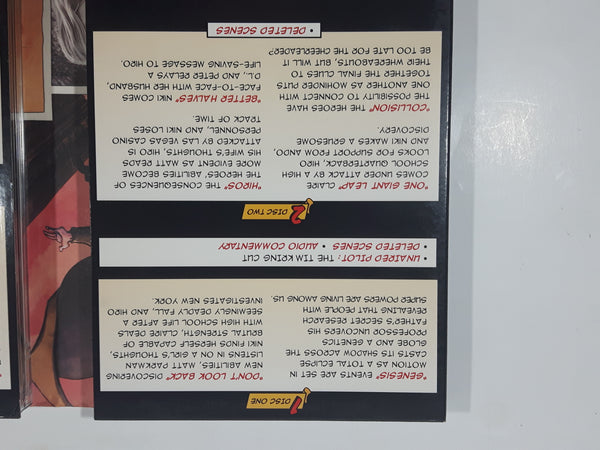 1 DISC ONE
"GENESIS" EVENTS ARE SET IN
MOTION AS A TOTAL ECLIPSE
CASTS ITS SHADOW ACROSS THE
GLOBE AND A GENETICS
PROFESSOR UNCOVERS HIS
FATHER'S SECRET RESEARCH
REVEALING THAT PEOPLE WITH
SUPER POWERS ARE LIVING AMONG US.
"DON'T LOOK BACK" DISCOVERING
NEW ABILITIES, MATT PARKMAN
LISTENS IN ON A GIRL'S THOUGHTS,
NIKI FINDS HERSELF CAPABLE OF
BRUTAL STRENGTH, CLAIRE DEALS
WITH HIGH SCHOOL LIFE AFTER A
SEEMINGLY DEADLY FALL, AND HIRO
INVESTIGATES NEW YORK.
• UNAIRED PILOT: THE TIM KRING CUT
• DELETED SCENES • AUDIO COMMENTARY
2 DISC TWO
"ONE GIANT LEAP" CLAIRE
COMES UNDER ATTACK BY A HIGH
SCHOOL QUARTERBACK, HIRO
LOOKS FOR SUPPORT FROM ANDO,
AND NIKI MAKES A GRUESOME
DISCOVERY.
"COLLISION" THE HEROES HAVE
THE POSSIBILITY TO CONNECT WITH
ONE ANOTHER AS MOHINDER PUTS
TOGETHER THE FINAL CLUES TO
THEIR WHEREABOUTS, BUT WILL IT
BE TOO LATE FOR THE CHEERLEADER?
"HIROS" THE CONSEQUENCES OF
THE HEROES' ABILITIES BECOME
MORE EVIDENT AS MATT READS
HIS WIFE'S THOUGHTS, HIRO IS
ATTACKED BY LAS VEGAS CASINO
PERSONNEL, AND NIKI LOSES
TRACK OF TIME.
"BETTER HALVES" NIKI COMES
FACE-TO-FACE WITH HER HUSBAND,
D.L., AND PETER RELAYS A
LIFE-SAVING MESSAGE TO HIRO.
• DELETED SCENES